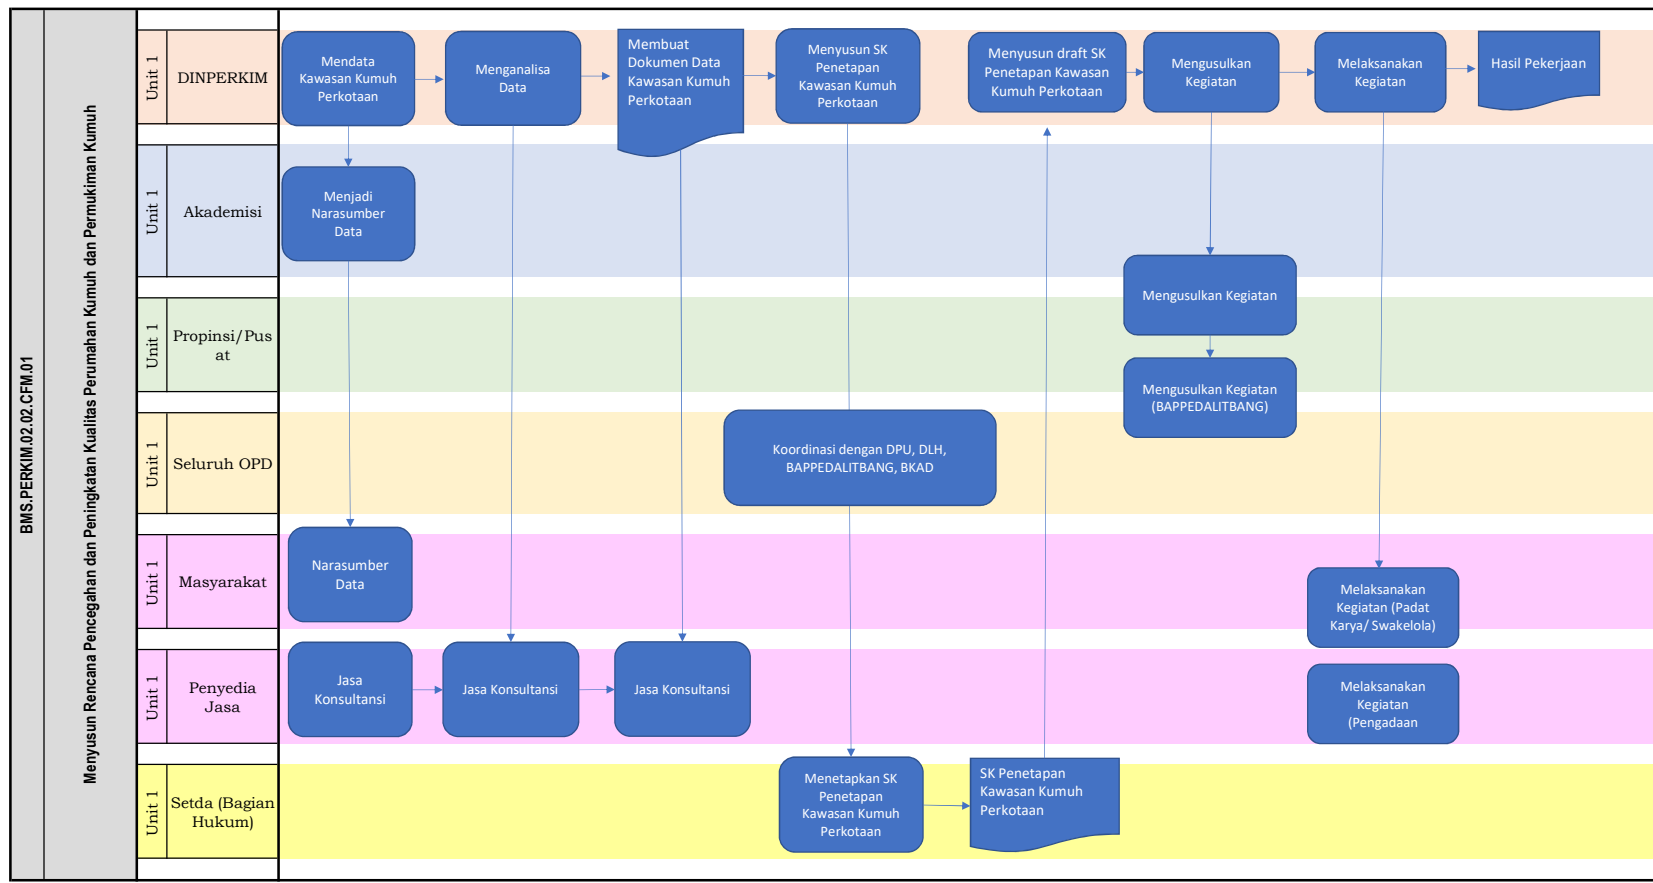 BMS.PERKIM.02.02.CFM.01
Menyusun Rencana Pencegahan dan Peningkatan Kualitas Perumahan Kumuh dan Permukiman Kumuh
Unit 1
DINPERKIM
Mendata
Kawasan Kumuh
Perkotaan
Menganalisa
Data
Membuat
Dokumen Data
Kawasan Kumuh
Perkotaan
Menyusun SK
Penetapan
Kawasan Kumuh
Perkotaan
Menyusun draft SK
Penetapan Kawasan
Kumuh Perkotaan
Mengusulkan
Kegiatan
Melaksanakan
Kegiatan
Hasil Pekerjaan
Unit 1
Akademisi
Menjadi
Narasumber
Data
Mengusulkan Kegiatan
Unit 1
Propinsi/Pus
at
Mengusulkan Kegiatan
(BAPPEDALITBANG)
Unit 1
Seluruh OPD
Koordinasi dengan DPU, DLH,
BAPPEDALITBANG, BKAD
Unit 1
Masyarakat
Narasumber
Data
Melaksanakan
Kegiatan (Padat
Karya/ Swakelola)
Unit 1
Penyedia
Jasa
Jasa
Konsultansi
Jasa Konsultansi
Jasa Konsultansi
Melaksanakan
Kegiatan
(Pengadaan
Unit 1
Setda (Bagian
Hukum)
Menetapkan SK
Penetapan
Kawasan Kumuh
Perkotaan
SK Penetapan
Kawasan Kumuh
Perkotaan